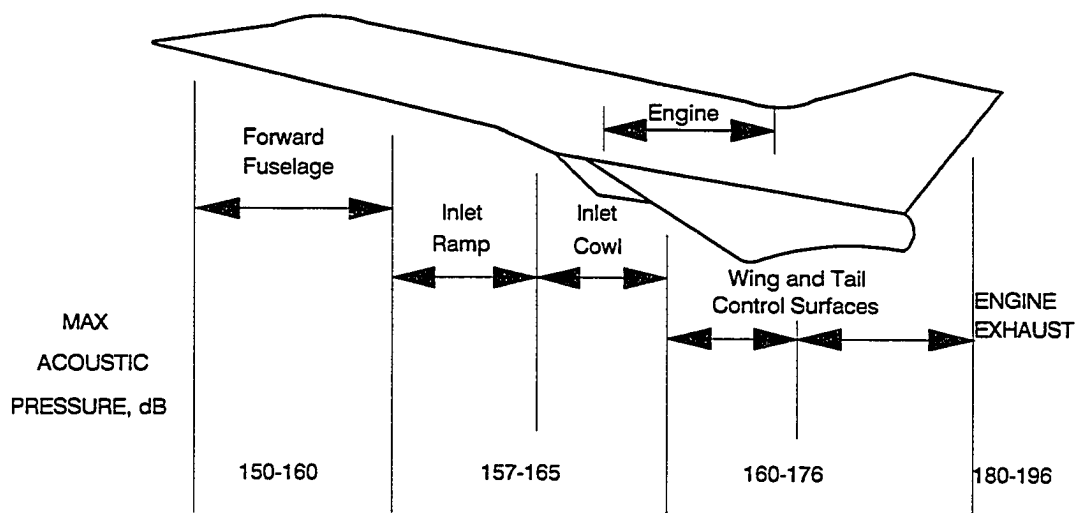 Engine
Forward
Fuselage
Inlet
Ramp
Inlet
Cowl
Wing and Tail
Control Surfaces
ENGINE
EXHAUST
MAX
ACOUSTIC
PRESSURE, dB
150-160
157-165
160-176
180-196